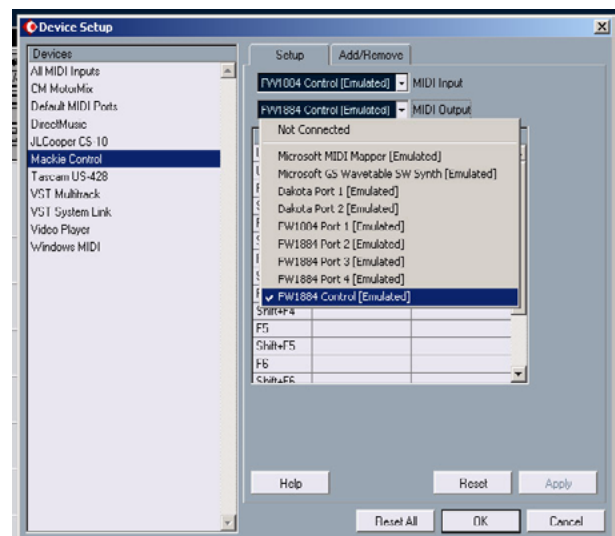 Device Setup
Devices
All MIDI Inputs
CM MotorMix
Default MIDI Ports
DirectMusic
JLCooper CS-10
Mackie Control
Tascam US-428
VST Multitrack
VST System Link
Video Player
Windows MIDI
Setup
Add/Remove
FW1884 Control [Emulated] MIDI Input
FW1884 Control [Emulated] MIDI Output
Not Connected
Microsoft MIDI Mapper [Emulated]
Microsoft GS Wavetable SW Synth [Emulated]
Dakota Port 1 [Emulated]
Dakota Port 2 [Emulated]
FW1884 Port 1 [Emulated]
FW1884 Port 2 [Emulated]
FW1884 Port 3 [Emulated]
FW1884 Port 4 [Emulated]
FW1884 Control [Emulated]
Shift+F4
F5
Shift+F5
F6
Shift+F6
Help
Reset
Apply
Reset All
OK
Cancel